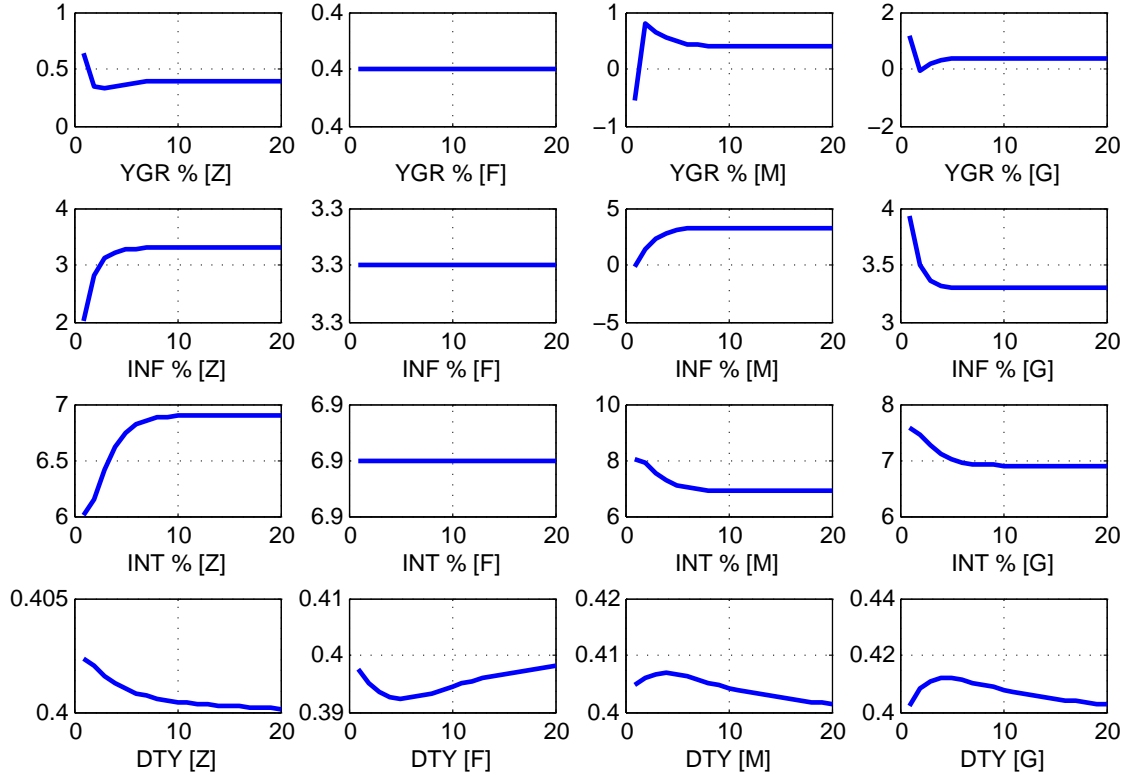 1 0.4 1 2
0.5 0.4 0 0
0 0.4 −1 −2
0 10 20 0 10 20 0 10 20 0 10 20
YGR % [Z] YGR % [F] YGR % [M] YGR % [G]
4 3.3 5 4
3 3.3 0 3.5
2 3.3 −5 3
0 10 20 0 10 20 0 10 20 0 10 20
INF % [Z] INF % [F] INF % [M] INF % [G]
7 6.9 10 8
6.5 6.9 8 7
6 6.9 6 6
0 10 20 0 10 20 0 10 20 0 10 20
INT % [Z] INT % [F] INT % [M] INT % [G]
0.405 0.41 0.42 0.44
0.4 0.41 0.42
0.4 0.39 0.4 0.4
0 10 20 0 10 20 0 10 20 0 10 20
DTY [Z] DTY [F] DTY [M] DTY [G]